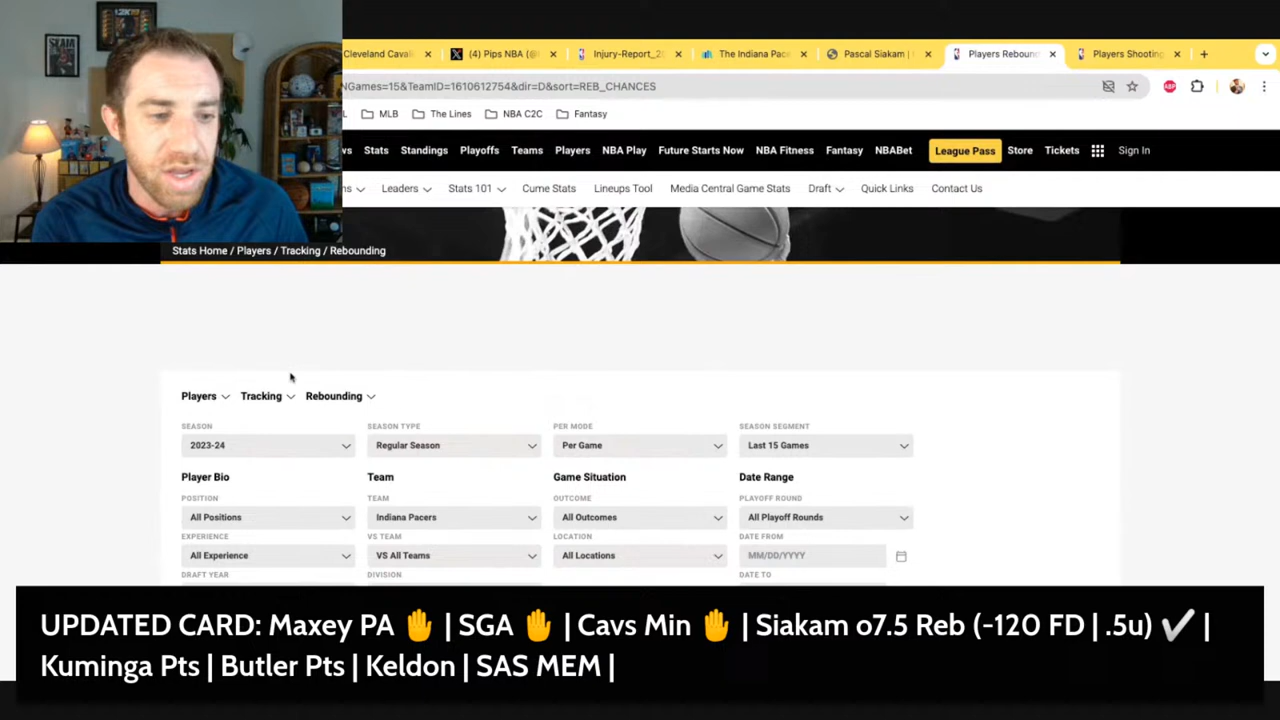 Cleveland Caval
(4) Pips NBA (@
Injury-Report_2
The Indiana Pace
Pascal Siakam |
Players Reboun
Players Shooting
NGames=15&TeamID=1610612754&dir=D&sort=REB_CHANCES
ABP
MLB
The Lines
NBA C2C
Fantasy
ws Stats Standings Playoffs Teams Players NBA Play Future Starts Now NBA Fitness Fantasy NBABet League Pass Store Tickets Sign In
ns Leaders Stats 101 Cume Stats Lineups Tool Media Central Game Stats Draft Quick Links Contact Us
Stats Home / Players / Tracking / Rebounding
Players Tracking Rebounding
SEASON SEASON TYPE PER MODE SEASON SEGMENT
2023-24 Regular Season Per Game Last 15 Games
Player Bio Team Game Situation Date Range
POSITION TEAM OUTCOME PLAYOFF ROUND
All Positions Indiana Pacers All Outcomes All Playoff Rounds
EXPERIENCE VS TEAM LOCATION DATE FROM
All Experience VS All Teams All Locations MM/DD/YYYY
DRAFT YEAR DIVISION DATE TO
UPDATED CARD: Maxey PA 🤚 | SGA 🤚 | Cavs Min 🤚 | Siakam o7.5 Reb (-120 FD | .5u) ✔️ |
Kuminga Pts | Butler Pts | Keldon | SAS MEM |